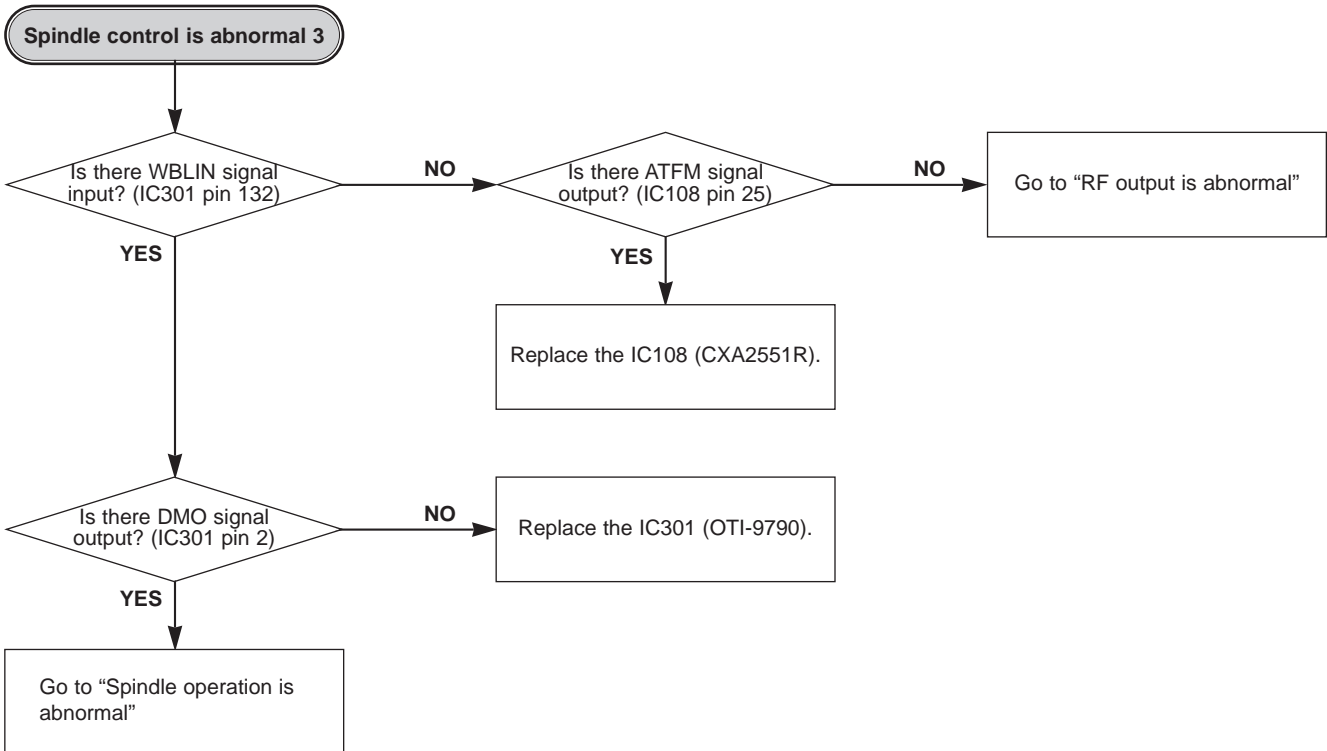 Spindle control is abnormal 3
Is there WBLIN signal
input? (IC301 pin 132)
NO
Is there ATFM signal
output? (IC108 pin 25)
NO
Go to “RF output is abnormal”
YES
YES
Replace the IC108 (CXA2551R).
Is there DMO signal
output? (IC301 pin 2)
NO
Replace the IC301 (OTI-9790).
YES
Go to “Spindle operation is
abnormal”